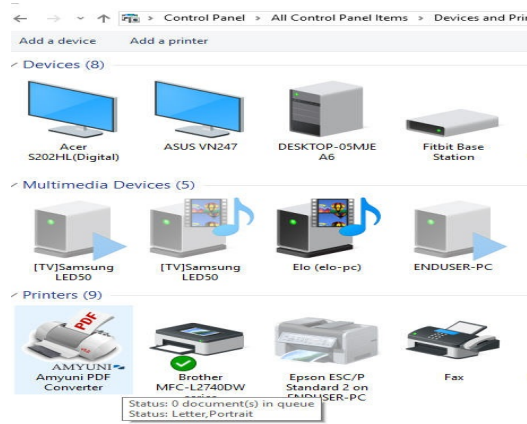 Control Panel > All Control Panel Items > Devices and Prin
Add a device Add a printer
Devices (8)
Acer
S202HL(Digital)
ASUS VN247
DESKTOP-05MJE
A6
Fitbit Base
Station
Multimedia Devices (5)
[TV]Samsung
LED50
[TV]Samsung
LED50
Elo (elo-pc)
ENDUSER-PC
Printers (9)
PDF
AMYUNI
Amyuni PDF
Converter
Brother
MFC-L2740DW
series
Epson ESC/P
Standard 2 on
ENDUSER-PC
Fax
Status: 0 document(s) in queue
Status: Letter,Portrait